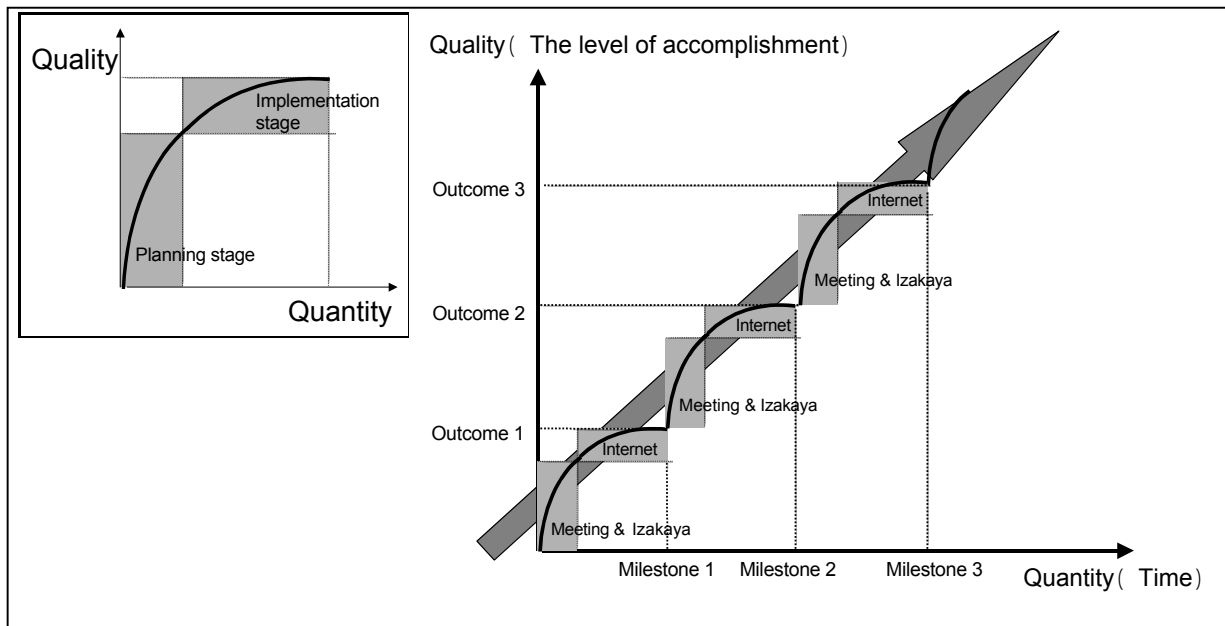 Quality
Implementation
stage
Planning stage
Quantity
Quality( The level of accomplishment)
Outcome 3
Internet
Meeting & Izakaya
Outcome 2
Internet
Meeting & Izakaya
Outcome 1
Internet
Meeting & Izakaya
Milestone 1
Milestone 2
Milestone 3
Quantity( Time)